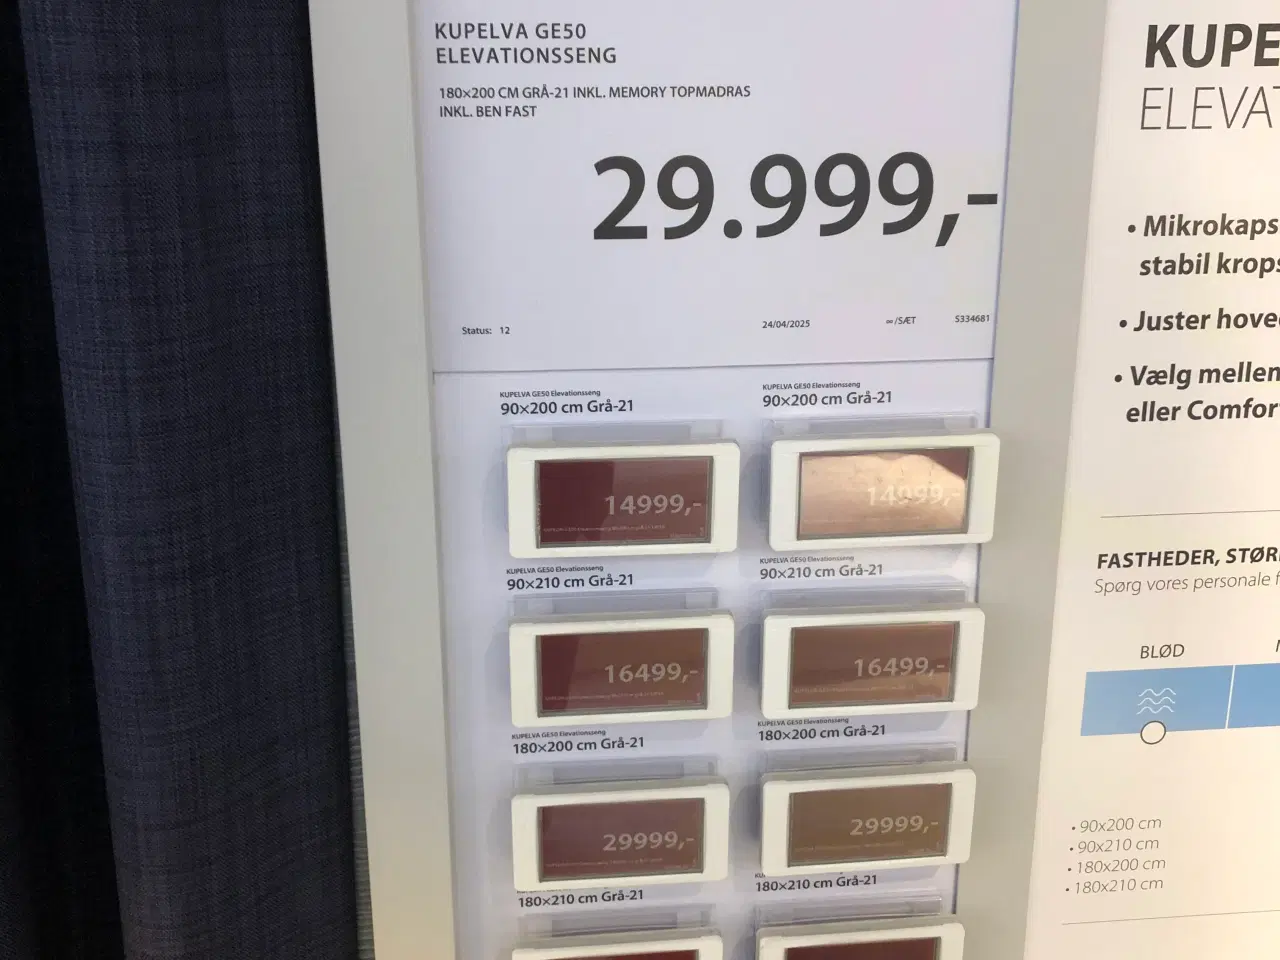 KUPELVA GE50
ELEVATIONSSENG
180×200 CM GRÅ-21 INKL. MEMORY TOPMADRAS
INKL. BEN FAST
29.999,-
Status: 12
24/04/2025
∞/SÆT
5334681
KUPELVA GE50 Elevationsseng
90×200 cm Grå-21
KUPELVA GE50 Elevationsseng
90×200 cm Grå-21
14999,-
14999,-
KUPELVA GE50 Elevationsseng
90×210 cm Grå-21
KUPELVA GE50 Elevationsseng
90×210 cm Grå-21
16499,-
16499,-
KUPELVA GE50 Elevationsseng
180×200 cm Grå-21
KUPELVA GE50 Elevationsseng
180×200 cm Grå-21
29999,-
29999,-
180×210 cm Grå-21
180×210 cm Grå-21
KUPE
ELEVA
• Mikrokaps
stabil krops
• Juster hove
• Vælg mellen
eller Comfor
FASTHEDER, STØR
Spørg vores personale f
BLØD
• 90x200 cm
• 90x210 cm
• 180x200 cm
• 180x210 cm